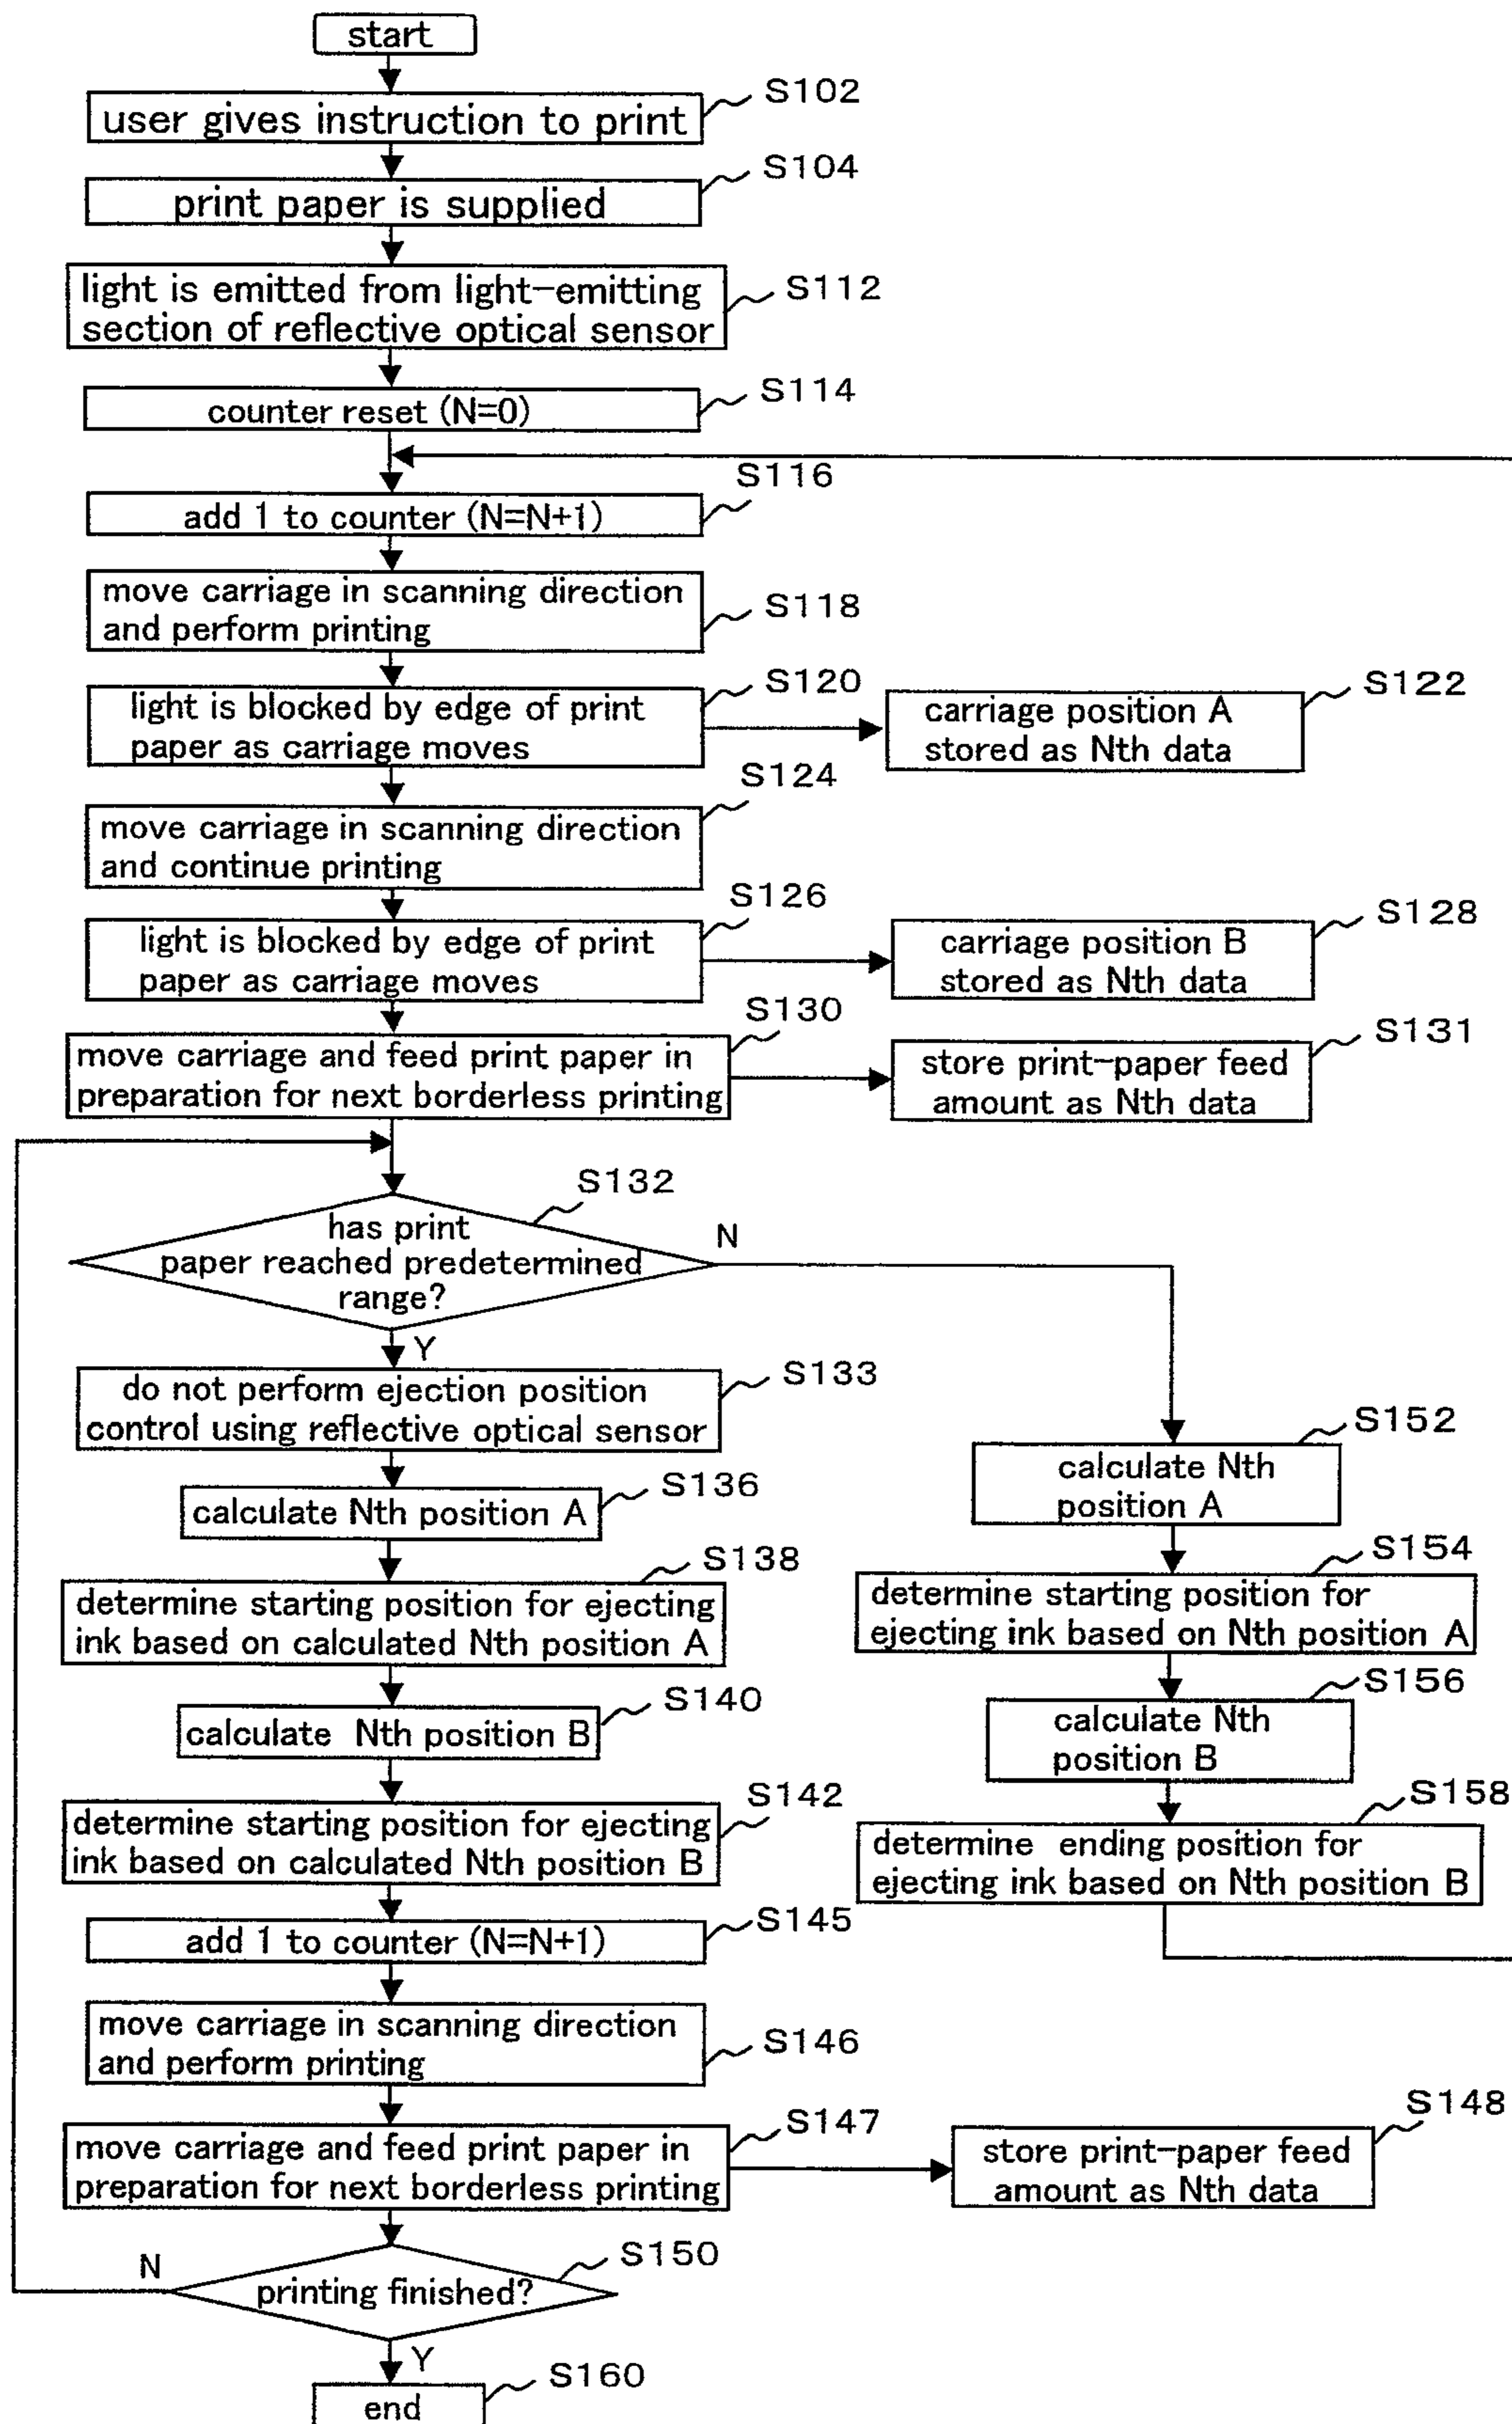 start
S102
user gives instruction to print
S104
print paper is supplied
S112
light is emitted from light-emitting
section of reflective optical sensor
S114
counter reset (N=0)
S116
add 1 to counter (N=N+1)
S118
move carriage in scanning direction
and perform printing
S120
light is blocked by edge of print
paper as carriage moves
S122
carriage position A
stored as Nth data
S124
move carriage in scanning direction
and continue printing
S126
light is blocked by edge of print
paper as carriage moves
S128
carriage position B
stored as Nth data
S130
move carriage and feed print paper in
preparation for next borderless printing
S131
store print-paper feed
amount as Nth data
S132
has print
paper reached predetermined
range?
N
Y
S133
do not perform ejection position
control using reflective optical sensor
S136
calculate Nth position A
S138
determine starting position for ejecting
ink based on calculated Nth position A
S140
calculate Nth position B
S142
determine starting position for ejecting
ink based on calculated Nth position B
S145
add 1 to counter (N=N+1)
S146
move carriage in scanning direction
and perform printing
S147
move carriage and feed print paper in
preparation for next borderless printing
S148
store print-paper feed
amount as Nth data
S150
printing finished?
N
Y
S160
end
S152
calculate Nth
position A
S154
determine starting position for
ejecting ink based on Nth position A
S156
calculate Nth
position B
S158
determine ending position for
ejecting ink based on Nth position B